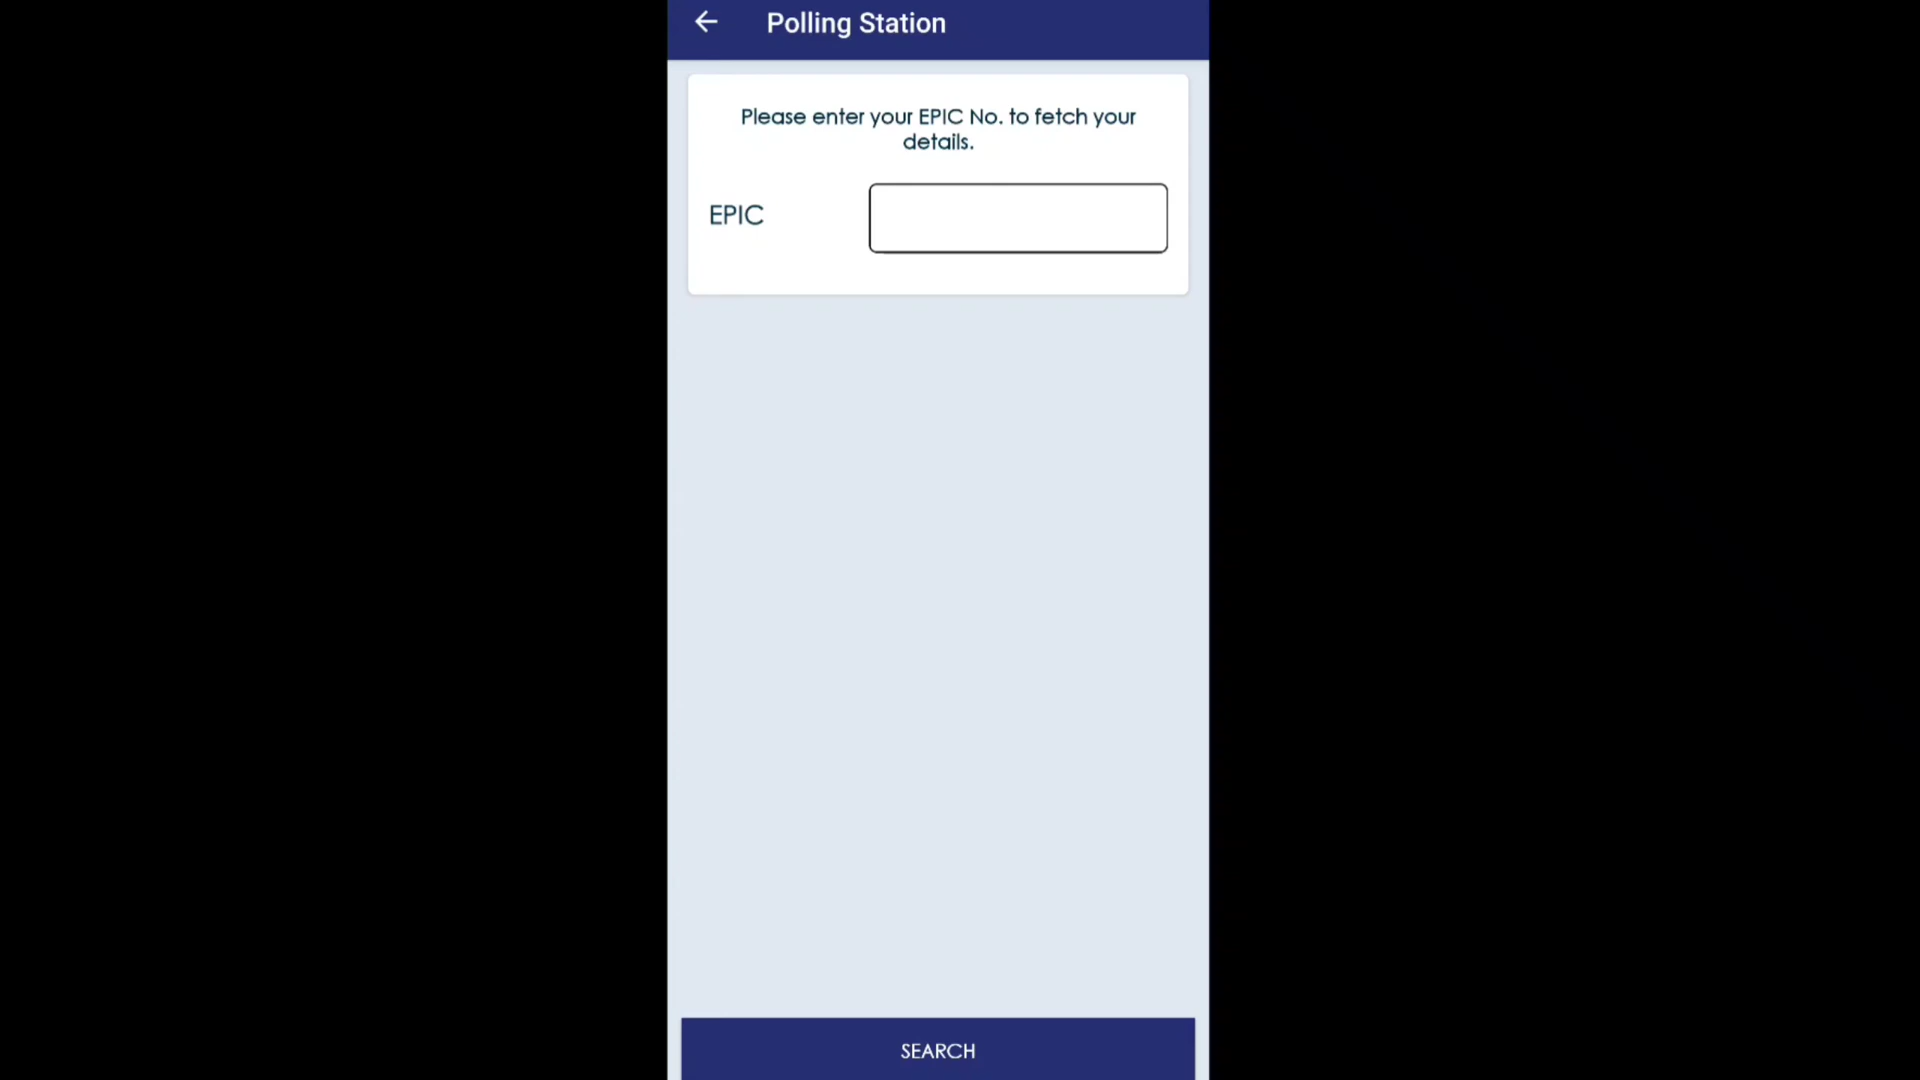 Polling Station
Please enter your EPIC No. to fetch your
details.
EPIC
SEARCH